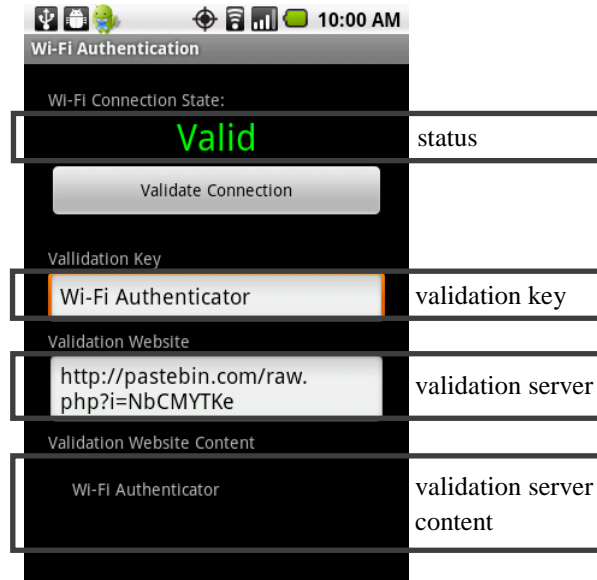 10:00 AM
Wi-Fi Authentication
Wi-Fi Connection State:
Valid
status
Validate Connection
Vallidation Key
Wi-Fi Authenticator
validation key
Validation Website
http://pastebin.com/raw.
php?i=NbCMYTKe
validation server
Validation Website Content
Wi-Fi Authenticator
validation server
content